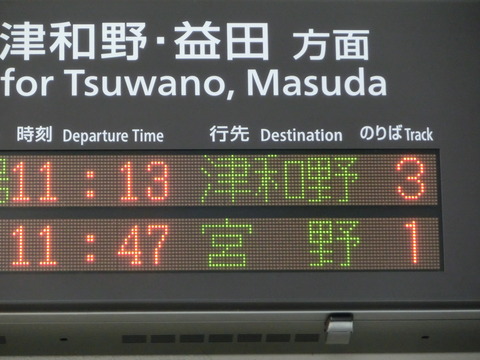 津和野・益田 方面
for Tsuwano, Masuda
時刻 Departure Time 行先 Destination のりば Track
11:13 津和野 3
11:47 宮野 1